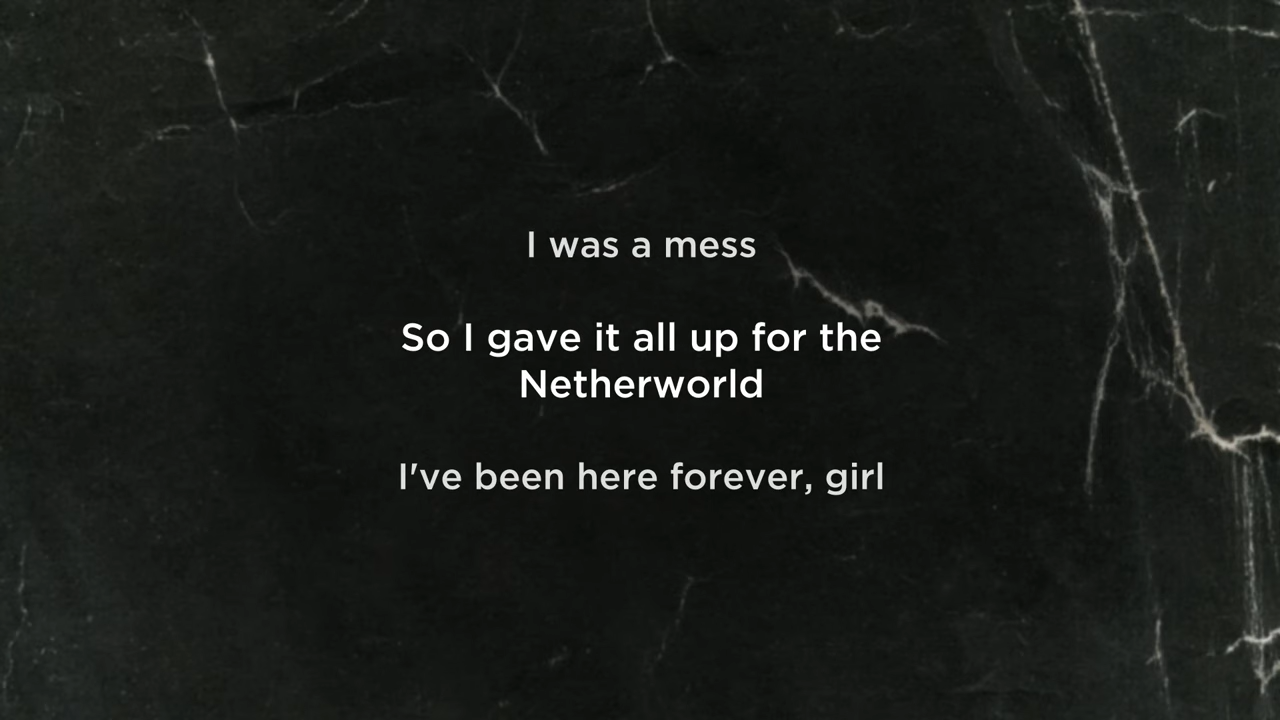 I was a mess
So I gave it all up for the
Netherworld
I've been here forever, girl